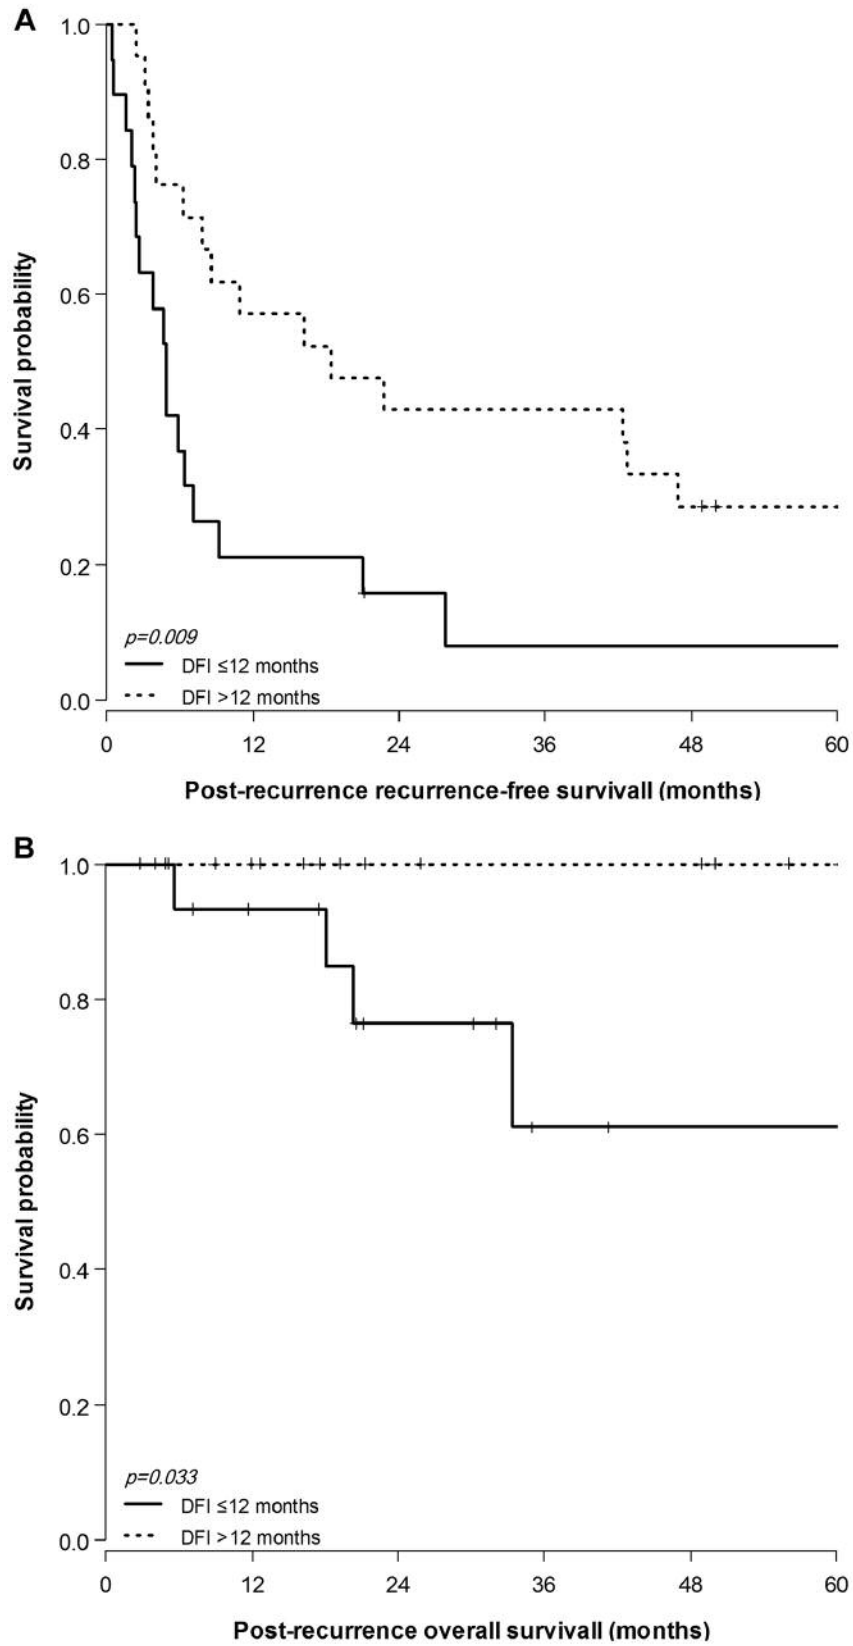 A
1.0
0.8
0.6
0.4
0.2
0.0
Survival probability
p=0.009
DFI ≤12 months
DFI >12 months
0 12 24 36 48 60
Post-recurrence recurrence-free survivall (months)
B
1.0
0.8
0.6
0.4
0.2
0.0
Survival probability
p=0.033
DFI ≤12 months
DFI >12 months
0 12 24 36 48 60
Post-recurrence overall survivall (months)